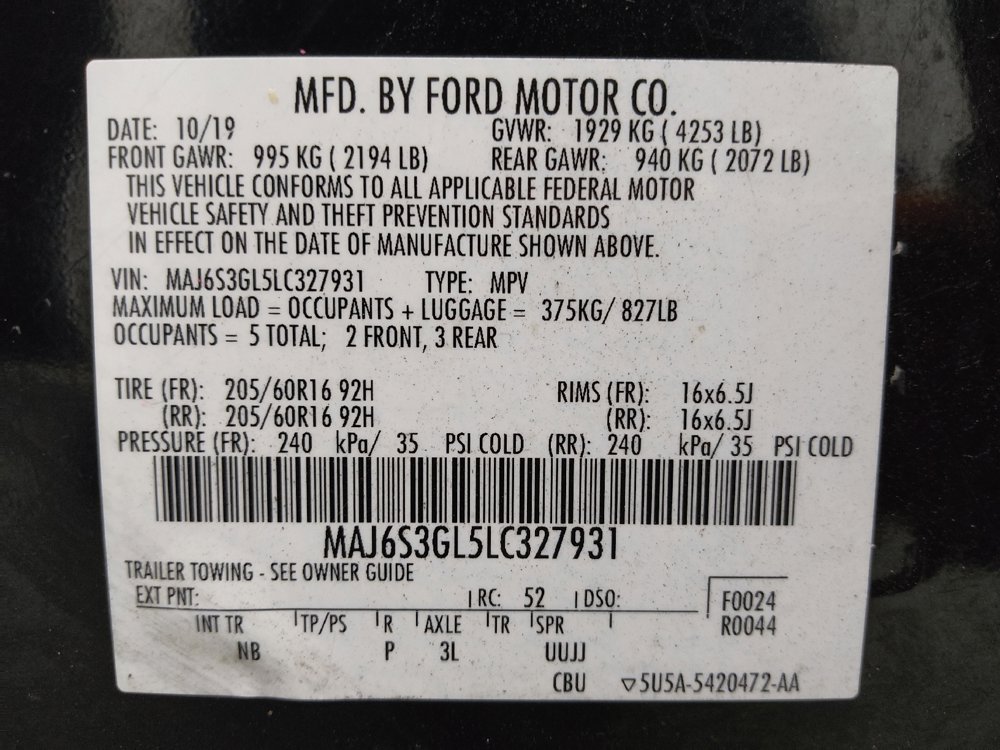 MFD. BY FORD MOTOR CO.
DATE: 10/19 GVWR: 1929 KG ( 4253 LB)
FRONT GAWR: 995 KG ( 2194 LB) REAR GAWR: 940 KG ( 2072 LB)
THIS VEHICLE CONFORMS TO ALL APPLICABLE FEDERAL MOTOR
VEHICLE SAFETY AND THEFT PREVENTION STANDARDS
IN EFFECT ON THE DATE OF MANUFACTURE SHOWN ABOVE.
VIN: MAJ6S3GL5LC327931 TYPE: MPV
MAXIMUM LOAD = OCCUPANTS + LUGGAGE = 375KG/ 827LB
OCCUPANTS = 5 TOTAL; 2 FRONT, 3 REAR
TIRE (FR): 205/60R16 92H RIMS (FR): 16x6.5J
(RR): 205/60R16 92H (RR): 16x6.5J
PRESSURE (FR): 240 kPa/ 35 PSI COLD (RR): 240 kPa/ 35 PSI COLD
MAJ6S3GL5LC327931
TRAILER TOWING - SEE OWNER GUIDE
EXT PNT: RC: 52 DSO: F0024
INT TR TP/PS R AXLE TR SPR R0044
NB P 3L UUJJ
CBU ▽5U5A-5420472-AA